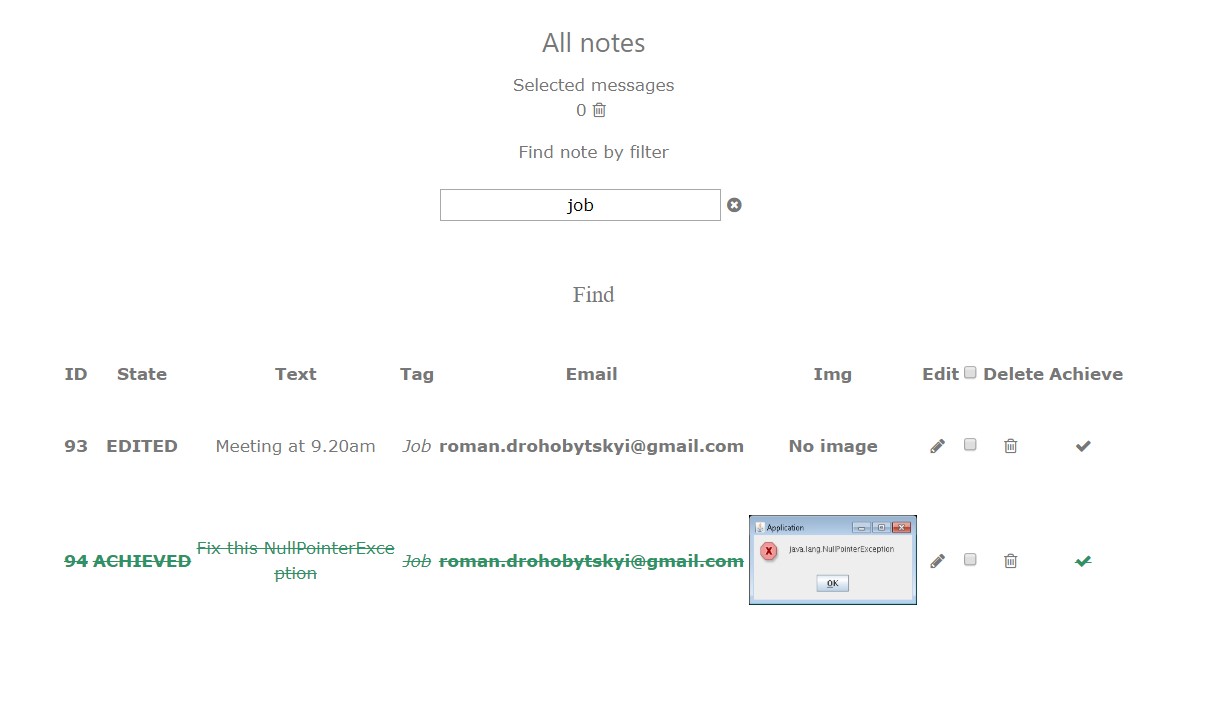 All notes
Selected messages
0
Find note by filter
job
Find
ID State Text Tag Email Img Edit Delete Achieve
93 EDITED Meeting at 9.20am Job roman.drohobytskyi@gmail.com No image
94 ACHIEVED Fix this NullPointerExce
ption Job roman.drohobytskyi@gmail.com
Application
java.lang.NullPointerException
OK